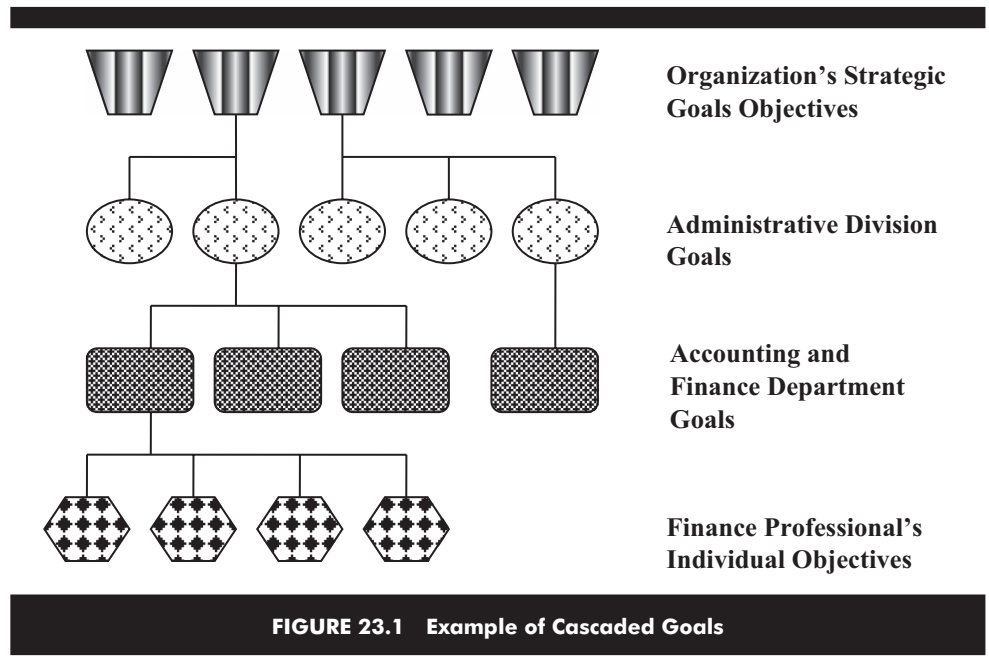 Organization's Strategic
Goals Objectives
Administrative Division
Goals
Accounting and
Finance Department
Goals
Finance Professional's
Individual Objectives
FIGURE 23.1 Example of Cascaded Goals